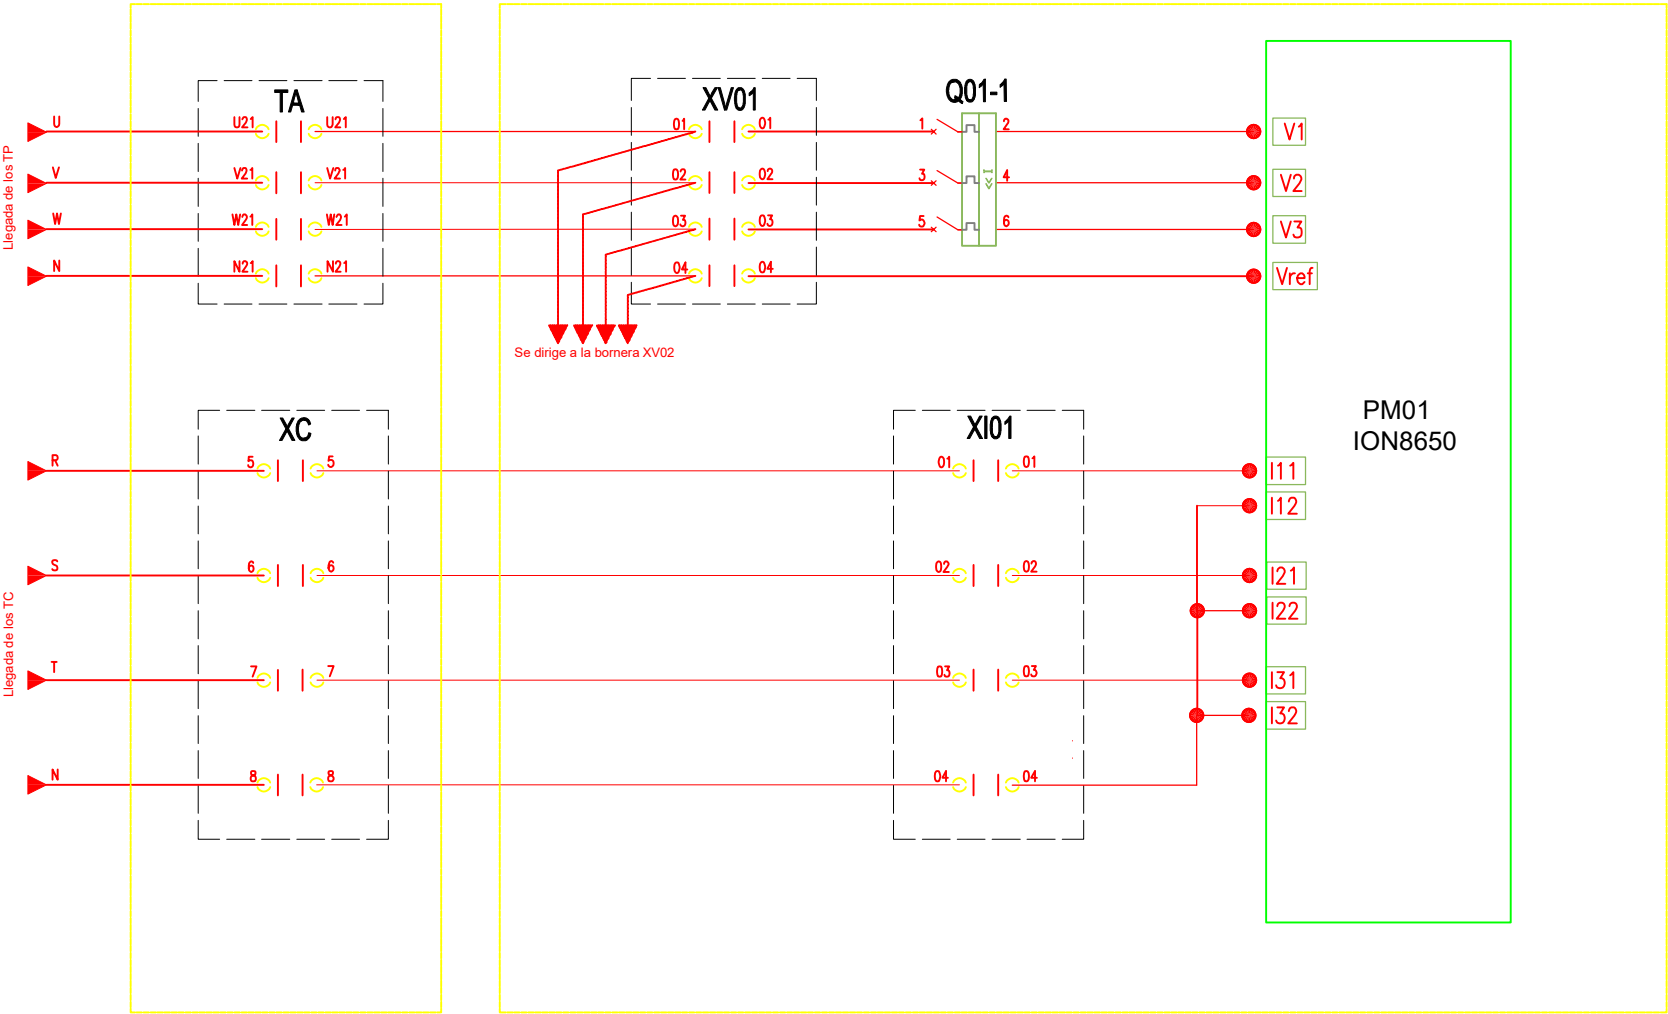 TA
XV01
Q01-1
U
U21
U21
01
01
1
2
V1
V
V21
V21
02
02
3
4
V2
W
W21
W21
03
03
5
6
V3
N
N21
N21
04
04
Vref
Llegada de los TP
Se dirige a la bornera XV02
PM01
ION8650
XC
XI01
R
5
5
01
01
I11
I12
S
6
6
02
02
I21
I22
T
7
7
03
03
I31
I32
N
8
8
04
04
Llegada de los TC